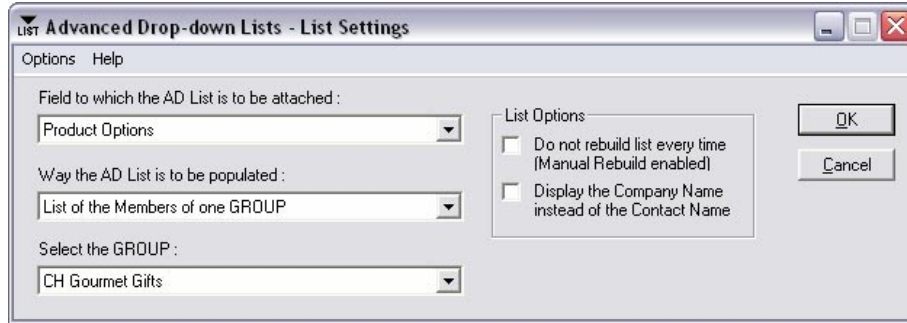 LIST Advanced Drop-down Lists - List Settings
Options Help
Field to which the AD List is to be attached :
Product Options
Way the AD List is to be populated :
List of the Members of one GROUP
Select the GROUP :
CH Gourmet Gifts
List Options
Do not rebuild list every time
(Manual Rebuild enabled)
Display the Company Name
instead of the Contact Name
OK
Cancel